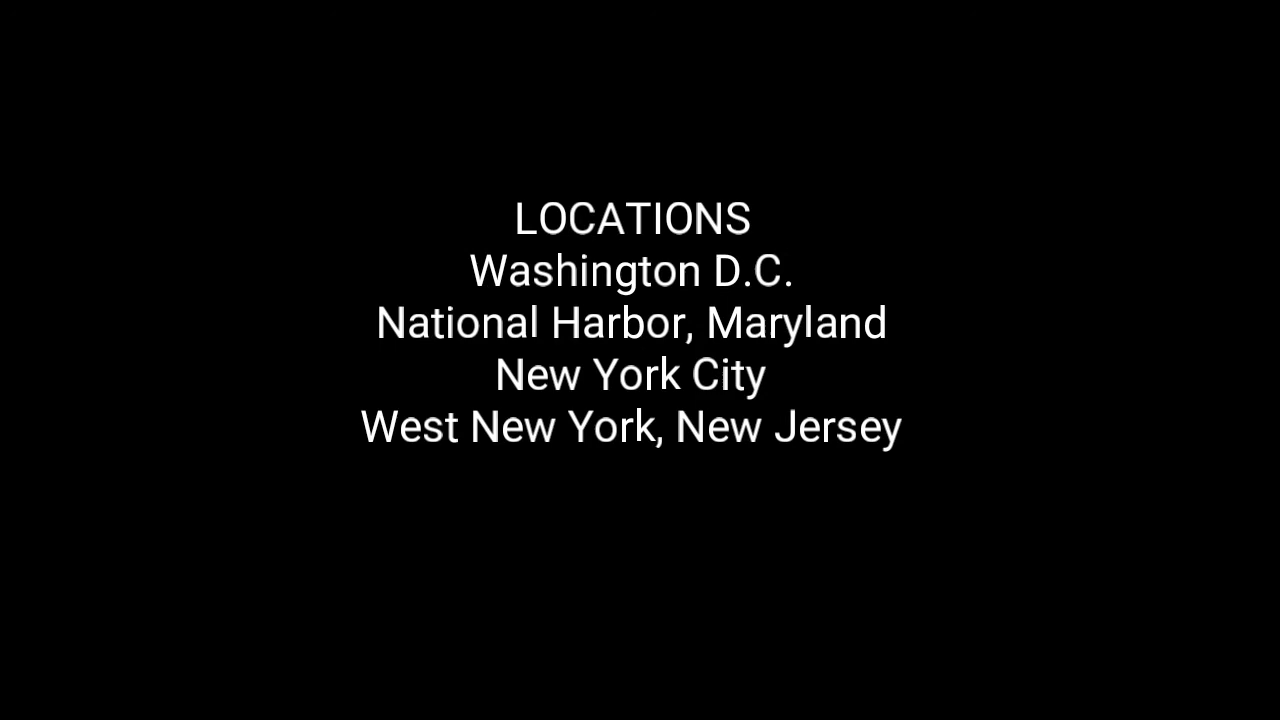 LOCATIONS
Washington D.C.
National Harbor, Maryland
New York City
West New York, New Jersey